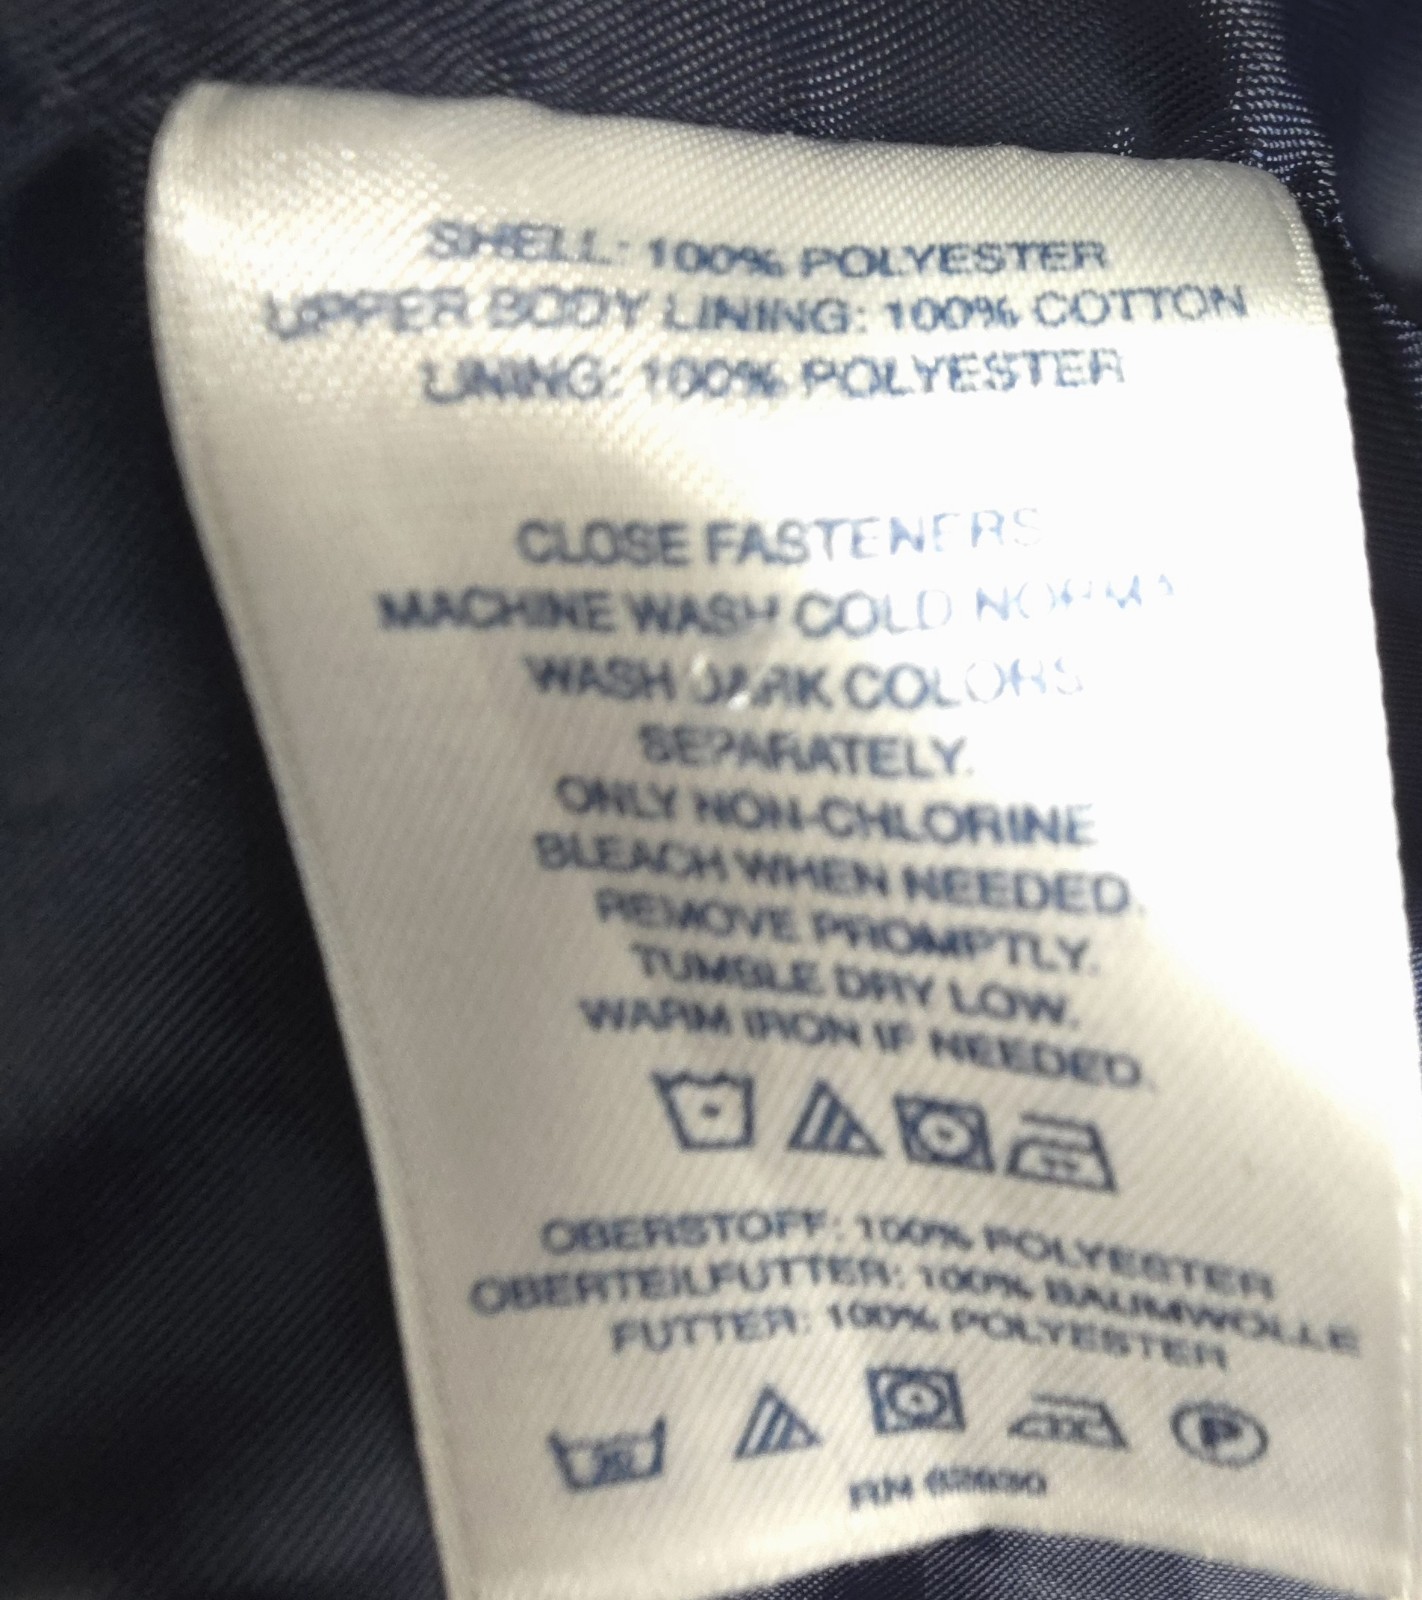 SHELL: 100% POLYESTER
UPPER BODY LINING: 100% COTTON
LINING: 100% POLYESTER
CLOSE FASTENERS
MACHINE WASH COLD NORMA
WASH DARK COLORS
SEPARATELY.
ONLY NON-CHLORINE
BLEACH WHEN NEEDED.
REMOVE PROMPTLY.
TUMBLE DRY LOW.
WARM IRON IF NEEDED.
OBERSTOFF: 100% POLYESTER
OBERTEILFUTTER: 100% BAUMWOLLE
FUTTER: 100% POLYESTER
P
RN